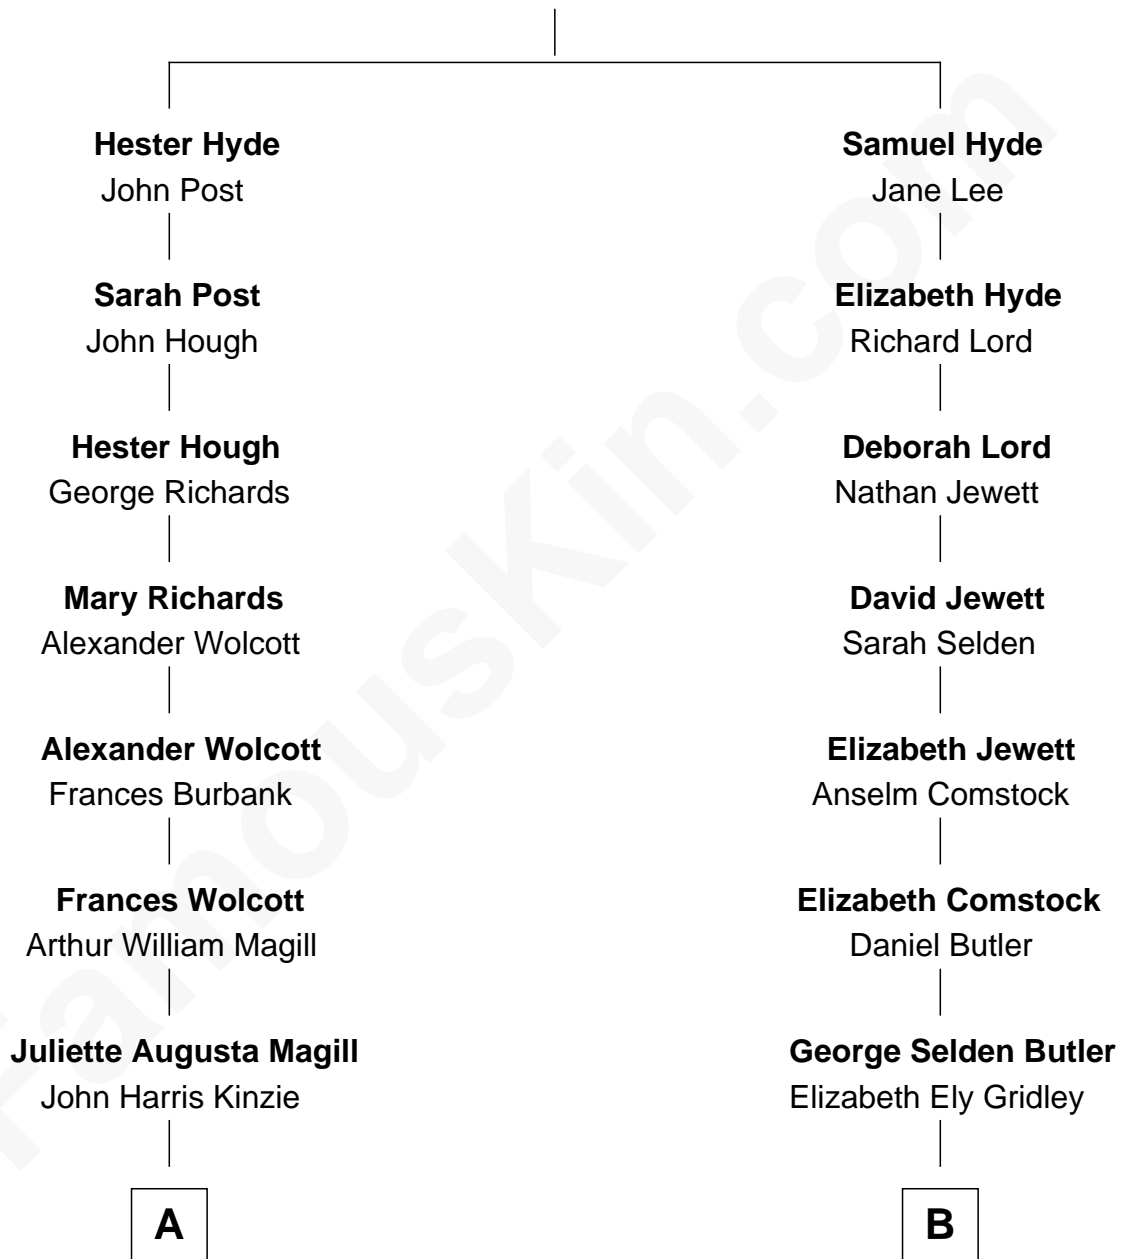 Hester Hyde
John Post
Samuel Hyde
Jane Lee
Sarah Post
John Hough
Elizabeth Hyde
Richard Lord
Hester Hough
George Richards
Deborah Lord
Nathan Jewett
Mary Richards
Alexander Wolcott
David Jewett
Sarah Selden
Alexander Wolcott
Frances Burbank
Elizabeth Jewett
Anselm Comstock
Frances Wolcott
Arthur William Magill
Elizabeth Comstock
Daniel Butler
Juliette Augusta Magill
John Harris Kinzie
George Selden Butler
Elizabeth Ely Gridley
A
B
FamousKin.com